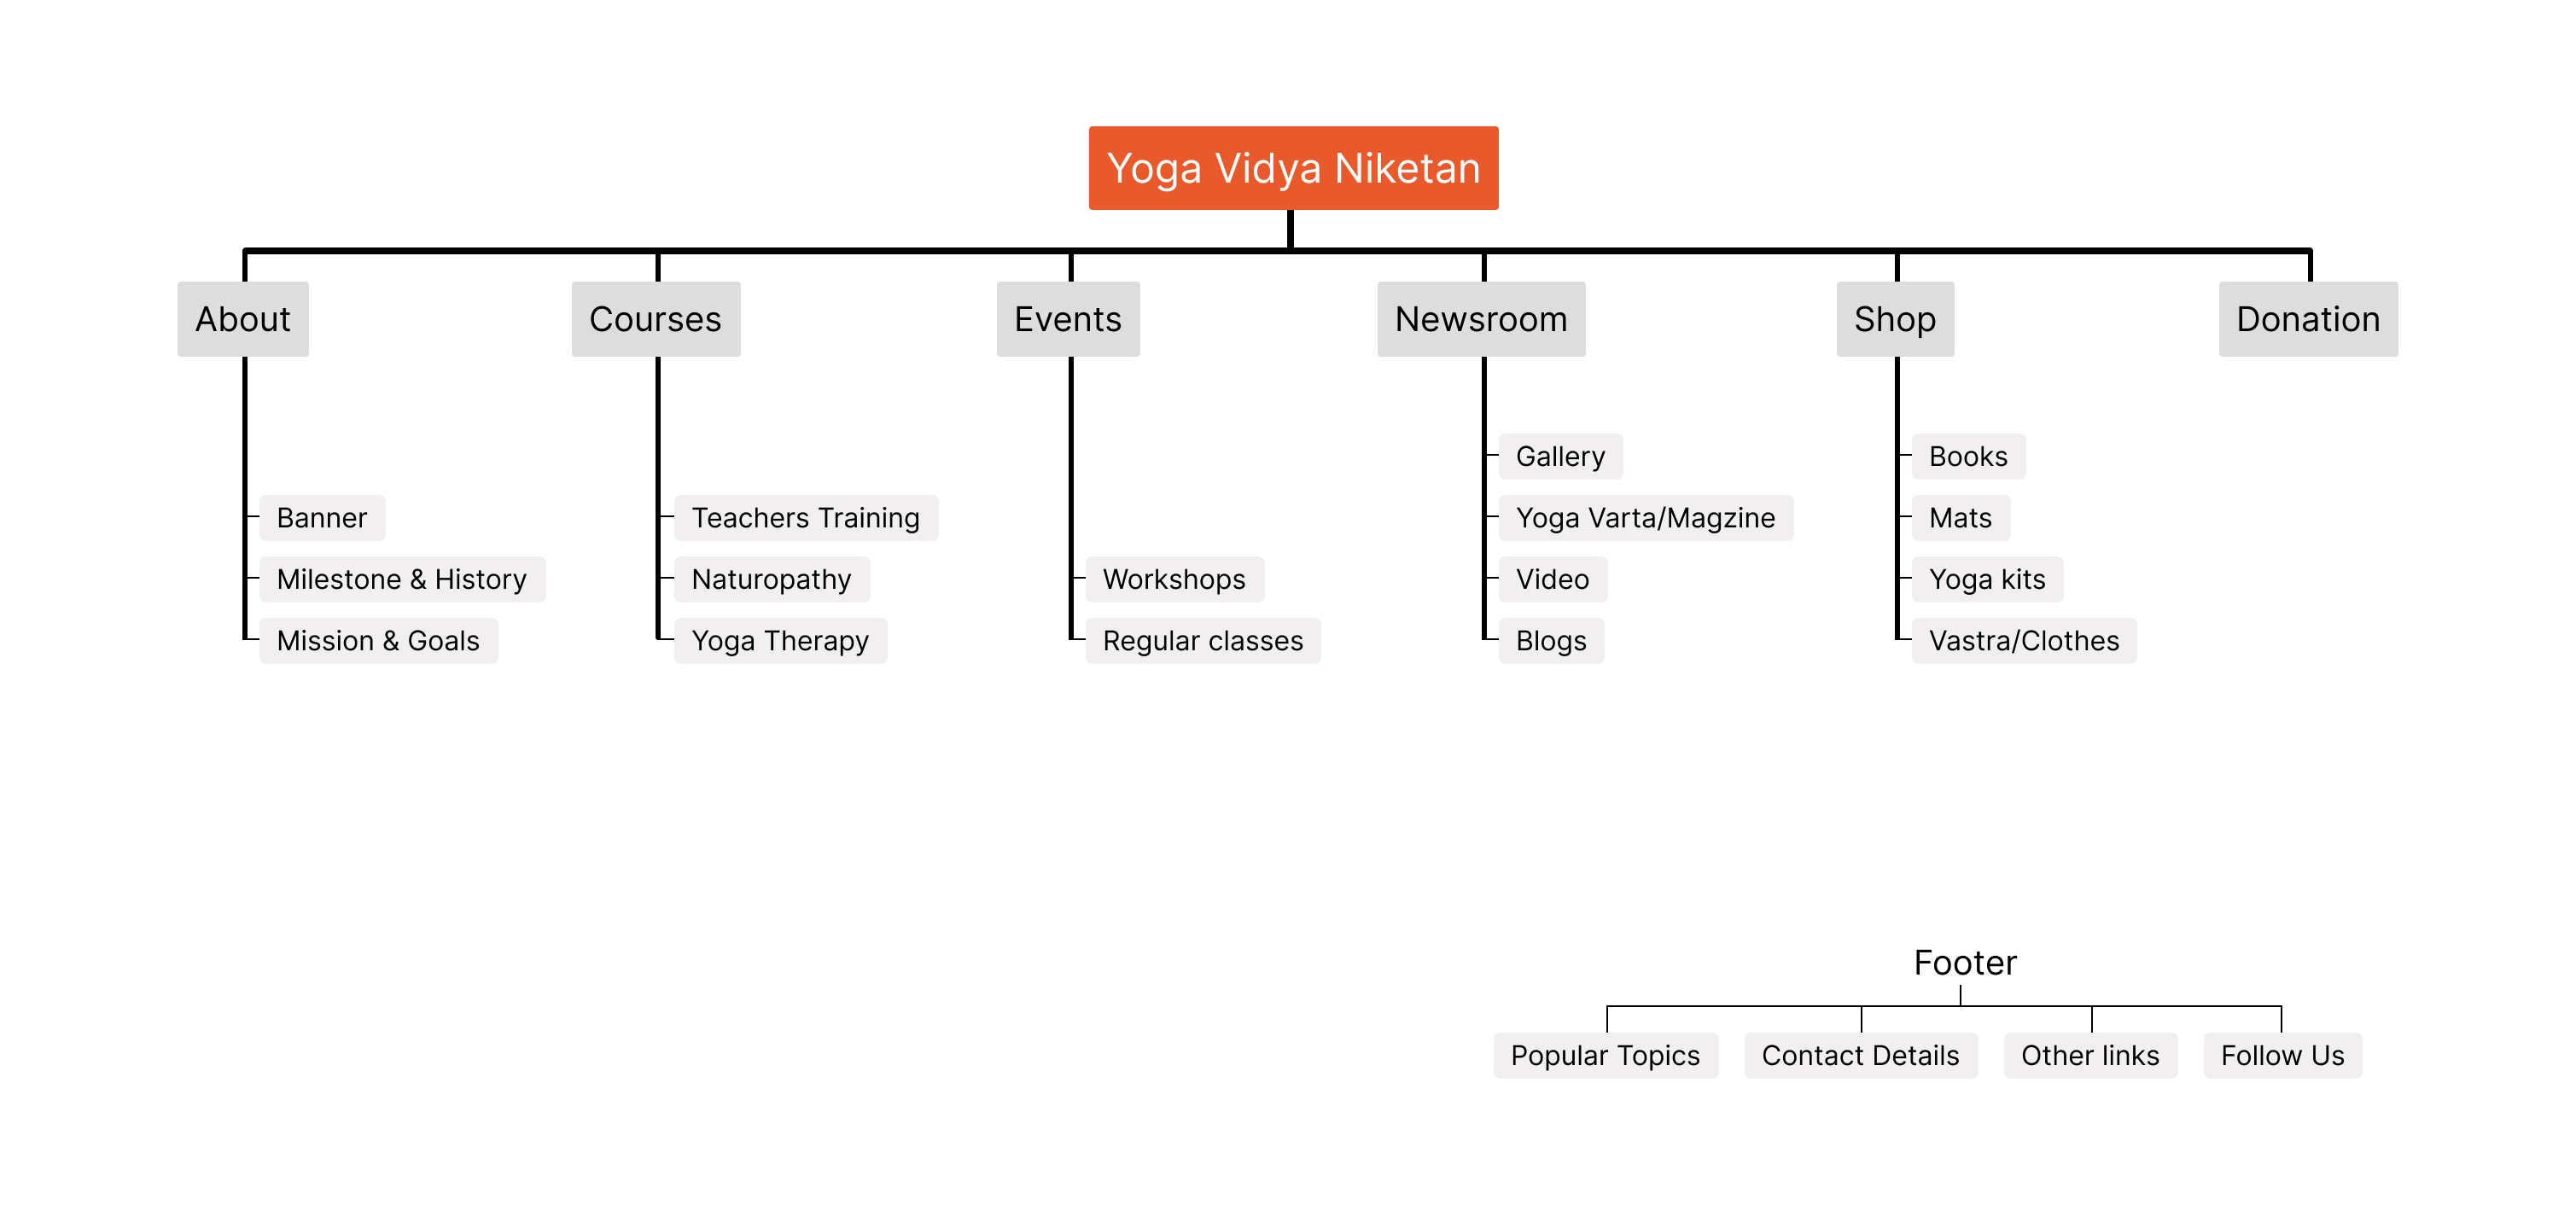 Yoga Vidya Niketan
About
Courses
Events
Newsroom
Shop
Donation
Banner
Milestone & History
Mission & Goals
Teachers Training
Naturopathy
Yoga Therapy
Workshops
Regular classes
Gallery
Yoga Varta/Magzine
Video
Blogs
Books
Mats
Yoga kits
Vastra/Clothes
Footer
Popular Topics
Contact Details
Other links
Follow Us